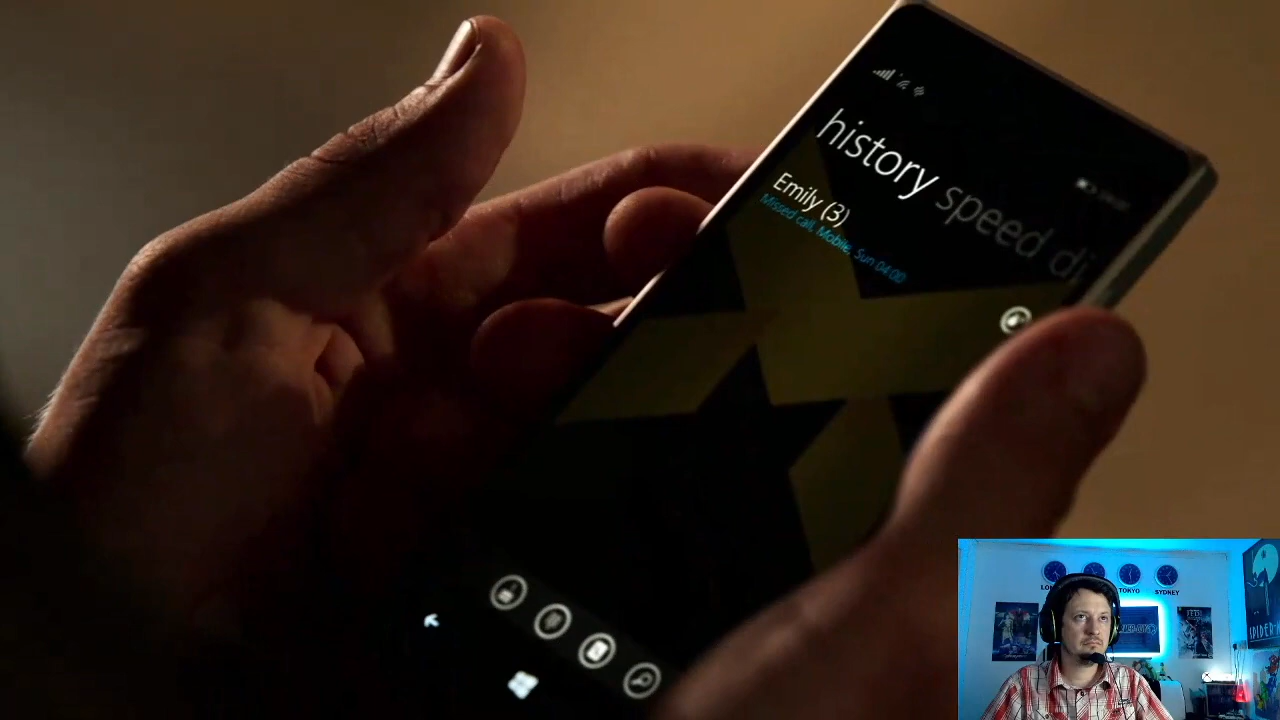 history speed di
Emily (3)
Missed call, Mobile, Sun 04:00
TOKYO
SYDNEY